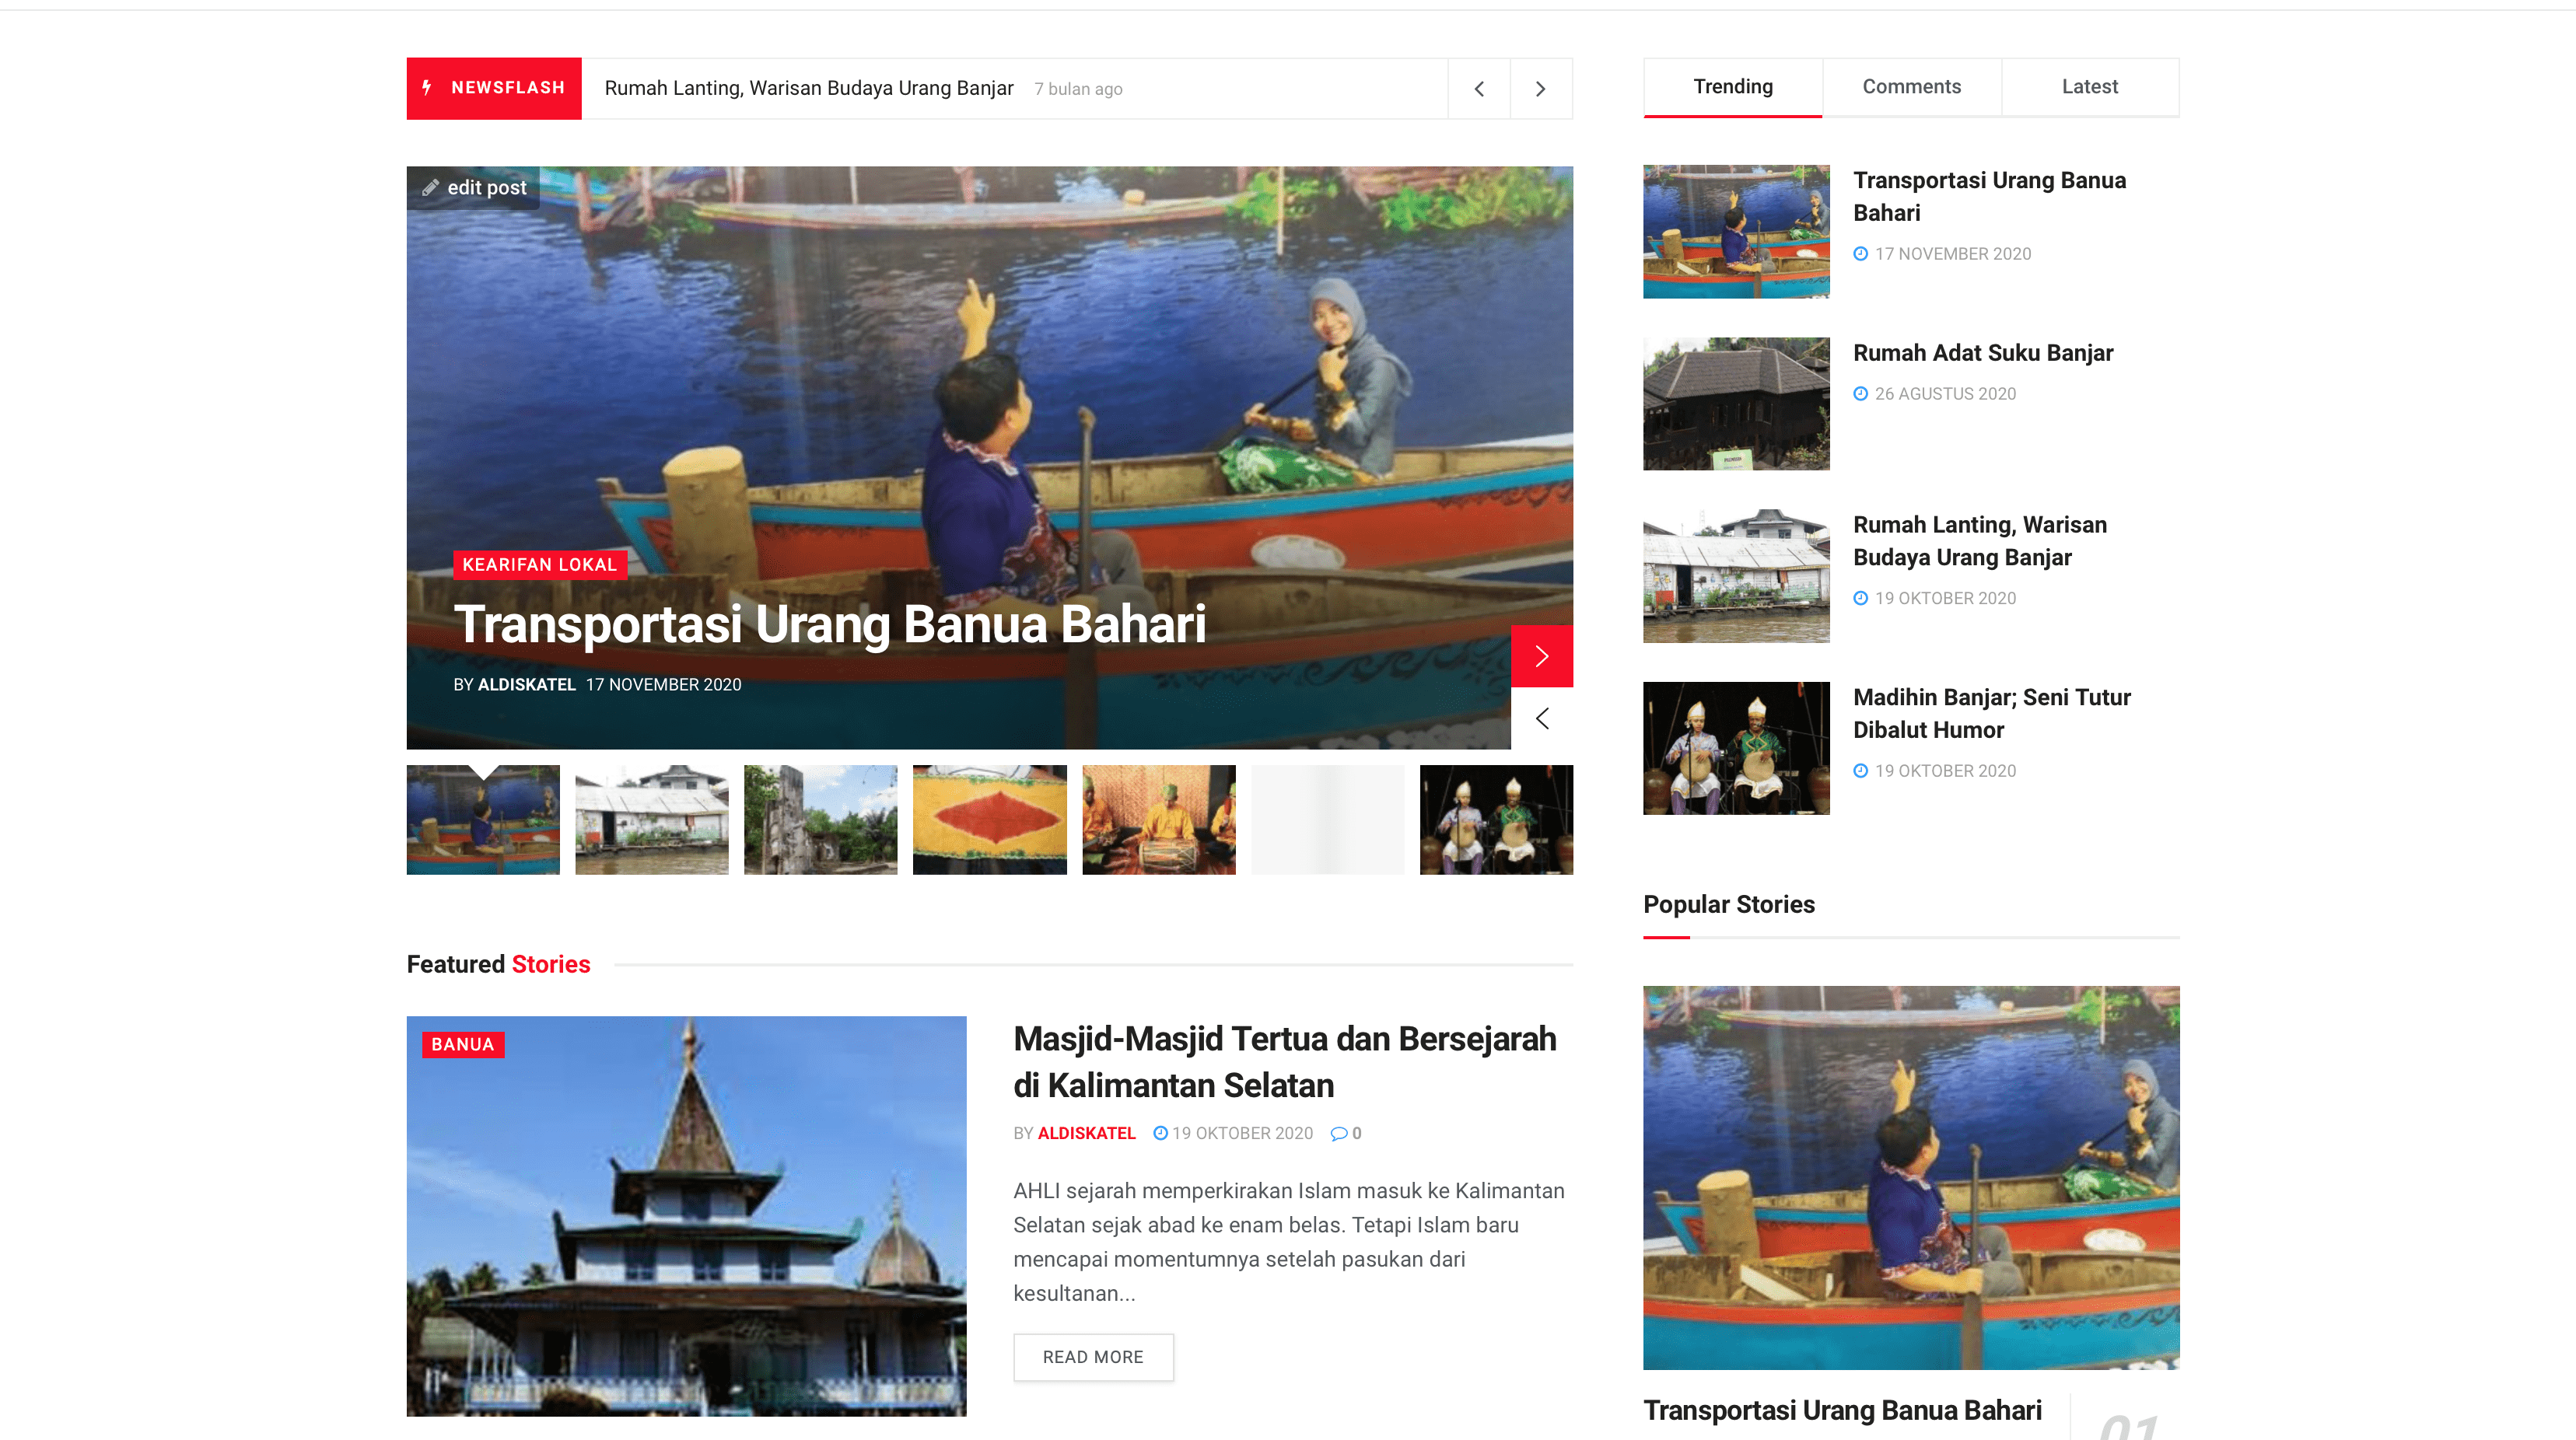 NEWSFLASH
Rumah Lanting, Warisan Budaya Urang Banjar 7 bulan ago
edit post
KEARIFAN LOKAL
Transportasi Urang Banua Bahari
BY ALDISKATEL 17 NOVEMBER 2020
Featured Stories
BANUA
Masjid-Masjid Tertua dan Bersejarah
di Kalimantan Selatan
BY ALDISKATEL 19 OKTOBER 2020 0
AHLI sejarah memperkirakan Islam masuk ke Kalimantan
Selatan sejak abad ke enam belas. Tetapi Islam baru
mencapai momentumnya setelah pasukan dari
kesultanan...
READ MORE
Trending Comments Latest
Transportasi Urang Banua
Bahari
17 NOVEMBER 2020
Rumah Adat Suku Banjar
26 AGUSTUS 2020
Rumah Lanting, Warisan
Budaya Urang Banjar
19 OKTOBER 2020
Madihin Banjar; Seni Tutur
Dibalut Humor
19 OKTOBER 2020
Popular Stories
Transportasi Urang Banua Bahari
01